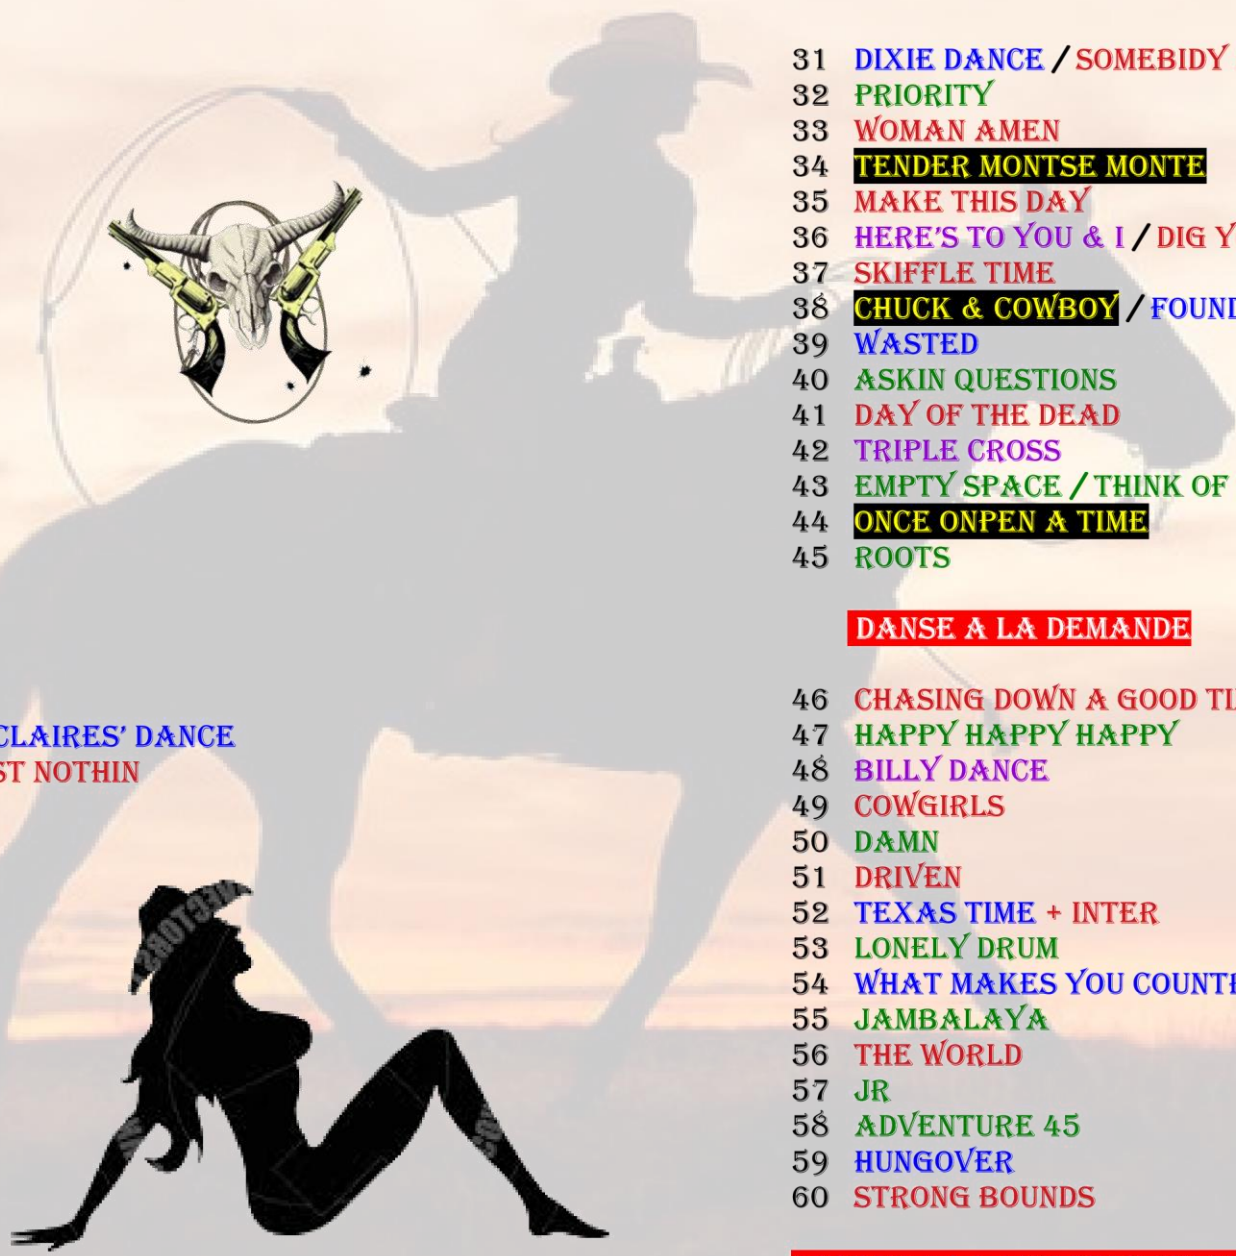 CLAIRES' DANCE
ST NOTHIN
31 DIXIE DANCE / SOMEBIDY
32 PRIORITY
33 WOMAN AMEN
34 TENDER MONTSE MONTE
35 MAKE THIS DAY
36 HERE'S TO YOU & I / DIG Y
37 SKIFFLE TIME
38 CHUCK & COWBOY / FOUND
39 WASTED
40 ASKIN QUESTIONS
41 DAY OF THE DEAD
42 TRIPLE CROSS
43 EMPTY SPACE / THINK OF
44 ONCE ONPEN A TIME
45 ROOTS
DANSE A LA DEMANDE
46 CHASING DOWN A GOOD TI
47 HAPPY HAPPY HAPPY
48 BILLY DANCE
49 COWGIRLS
50 DAMN
51 DRIVEN
52 TEXAS TIME + INTER
53 LONELY DRUM
54 WHAT MAKES YOU COUNT
55 JAMBALAYA
56 THE WORLD
57 JR
58 ADVENTURE 45
59 HUNGOVER
60 STRONG BOUNDS